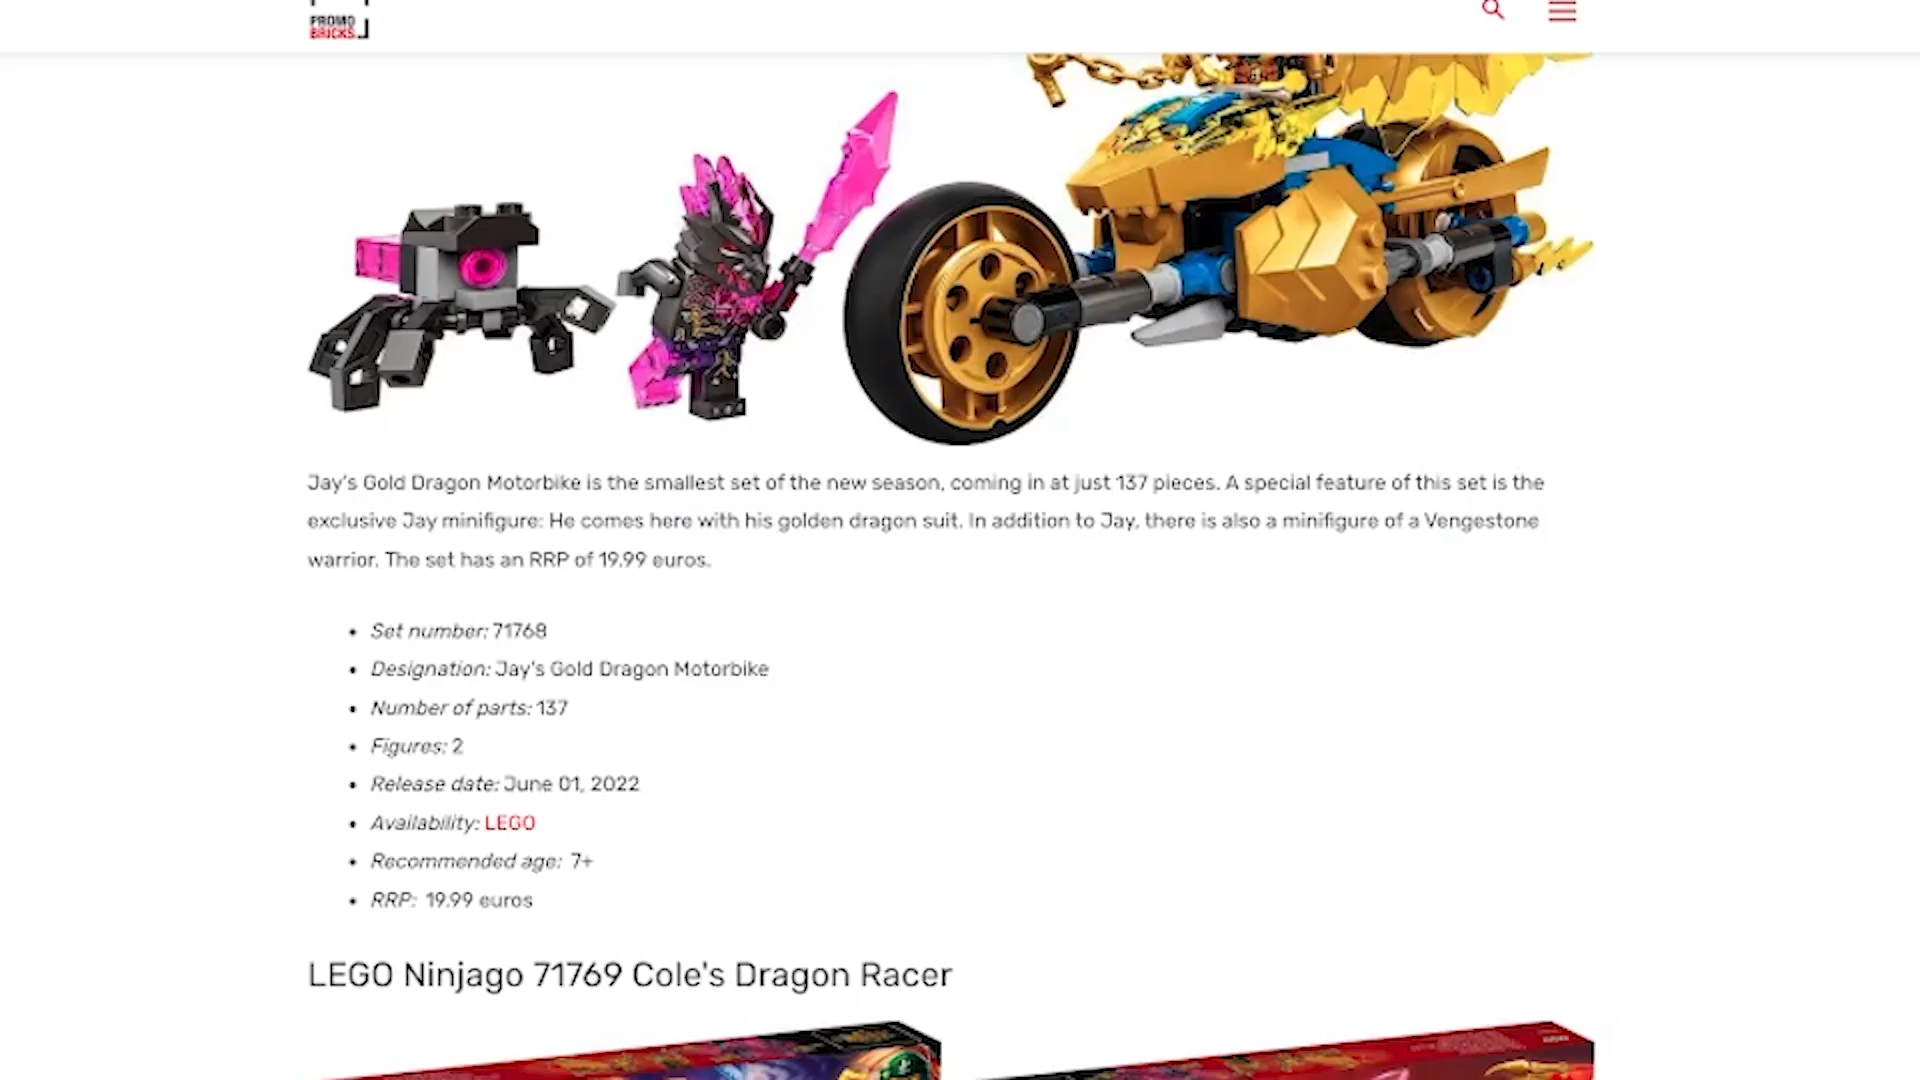 PROMO
BRICKS
Jay's Gold Dragon Motorbike is the smallest set of the new season, coming in at just 137 pieces. A special feature of this set is the
exclusive Jay minifigure: He comes here with his golden dragon suit. In addition to Jay, there is also a minifigure of a Vengestone
warrior. The set has an RRP of 19.99 euros.
• Set number: 71768
• Designation: Jay's Gold Dragon Motorbike
• Number of parts: 137
• Figures: 2
• Release date: June 01, 2022
• Availability: LEGO
• Recommended age: 7+
• RRP: 19.99 euros
LEGO Ninjago 71769 Cole's Dragon Racer